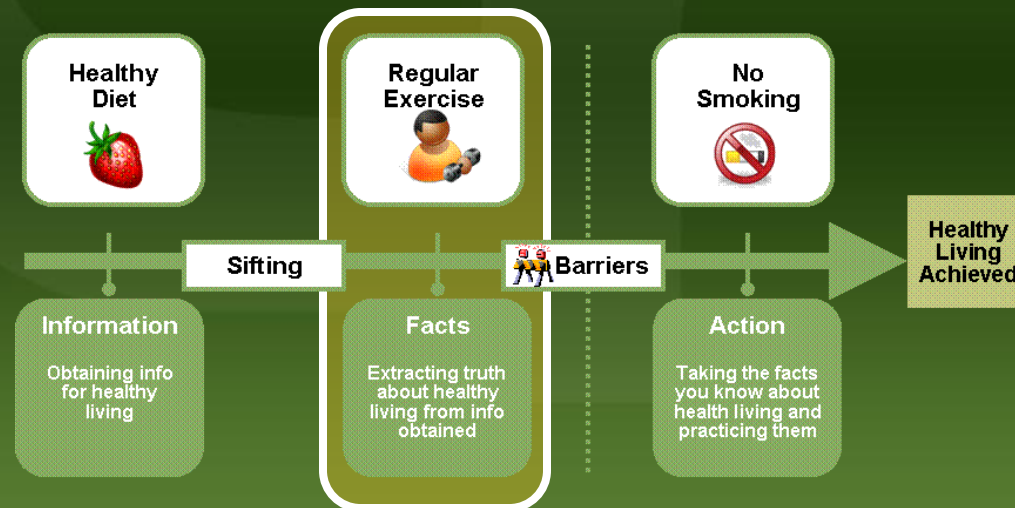 Healthy
Diet
Regular
Exercise
No
Smoking
Sifting
Barriers
Healthy
Living
Achieved
Information
Obtaining info
for healthy
living
Facts
Extracting truth
about healthy
living from info
obtained
Action
Taking the facts
you know about
health living and
practicing them